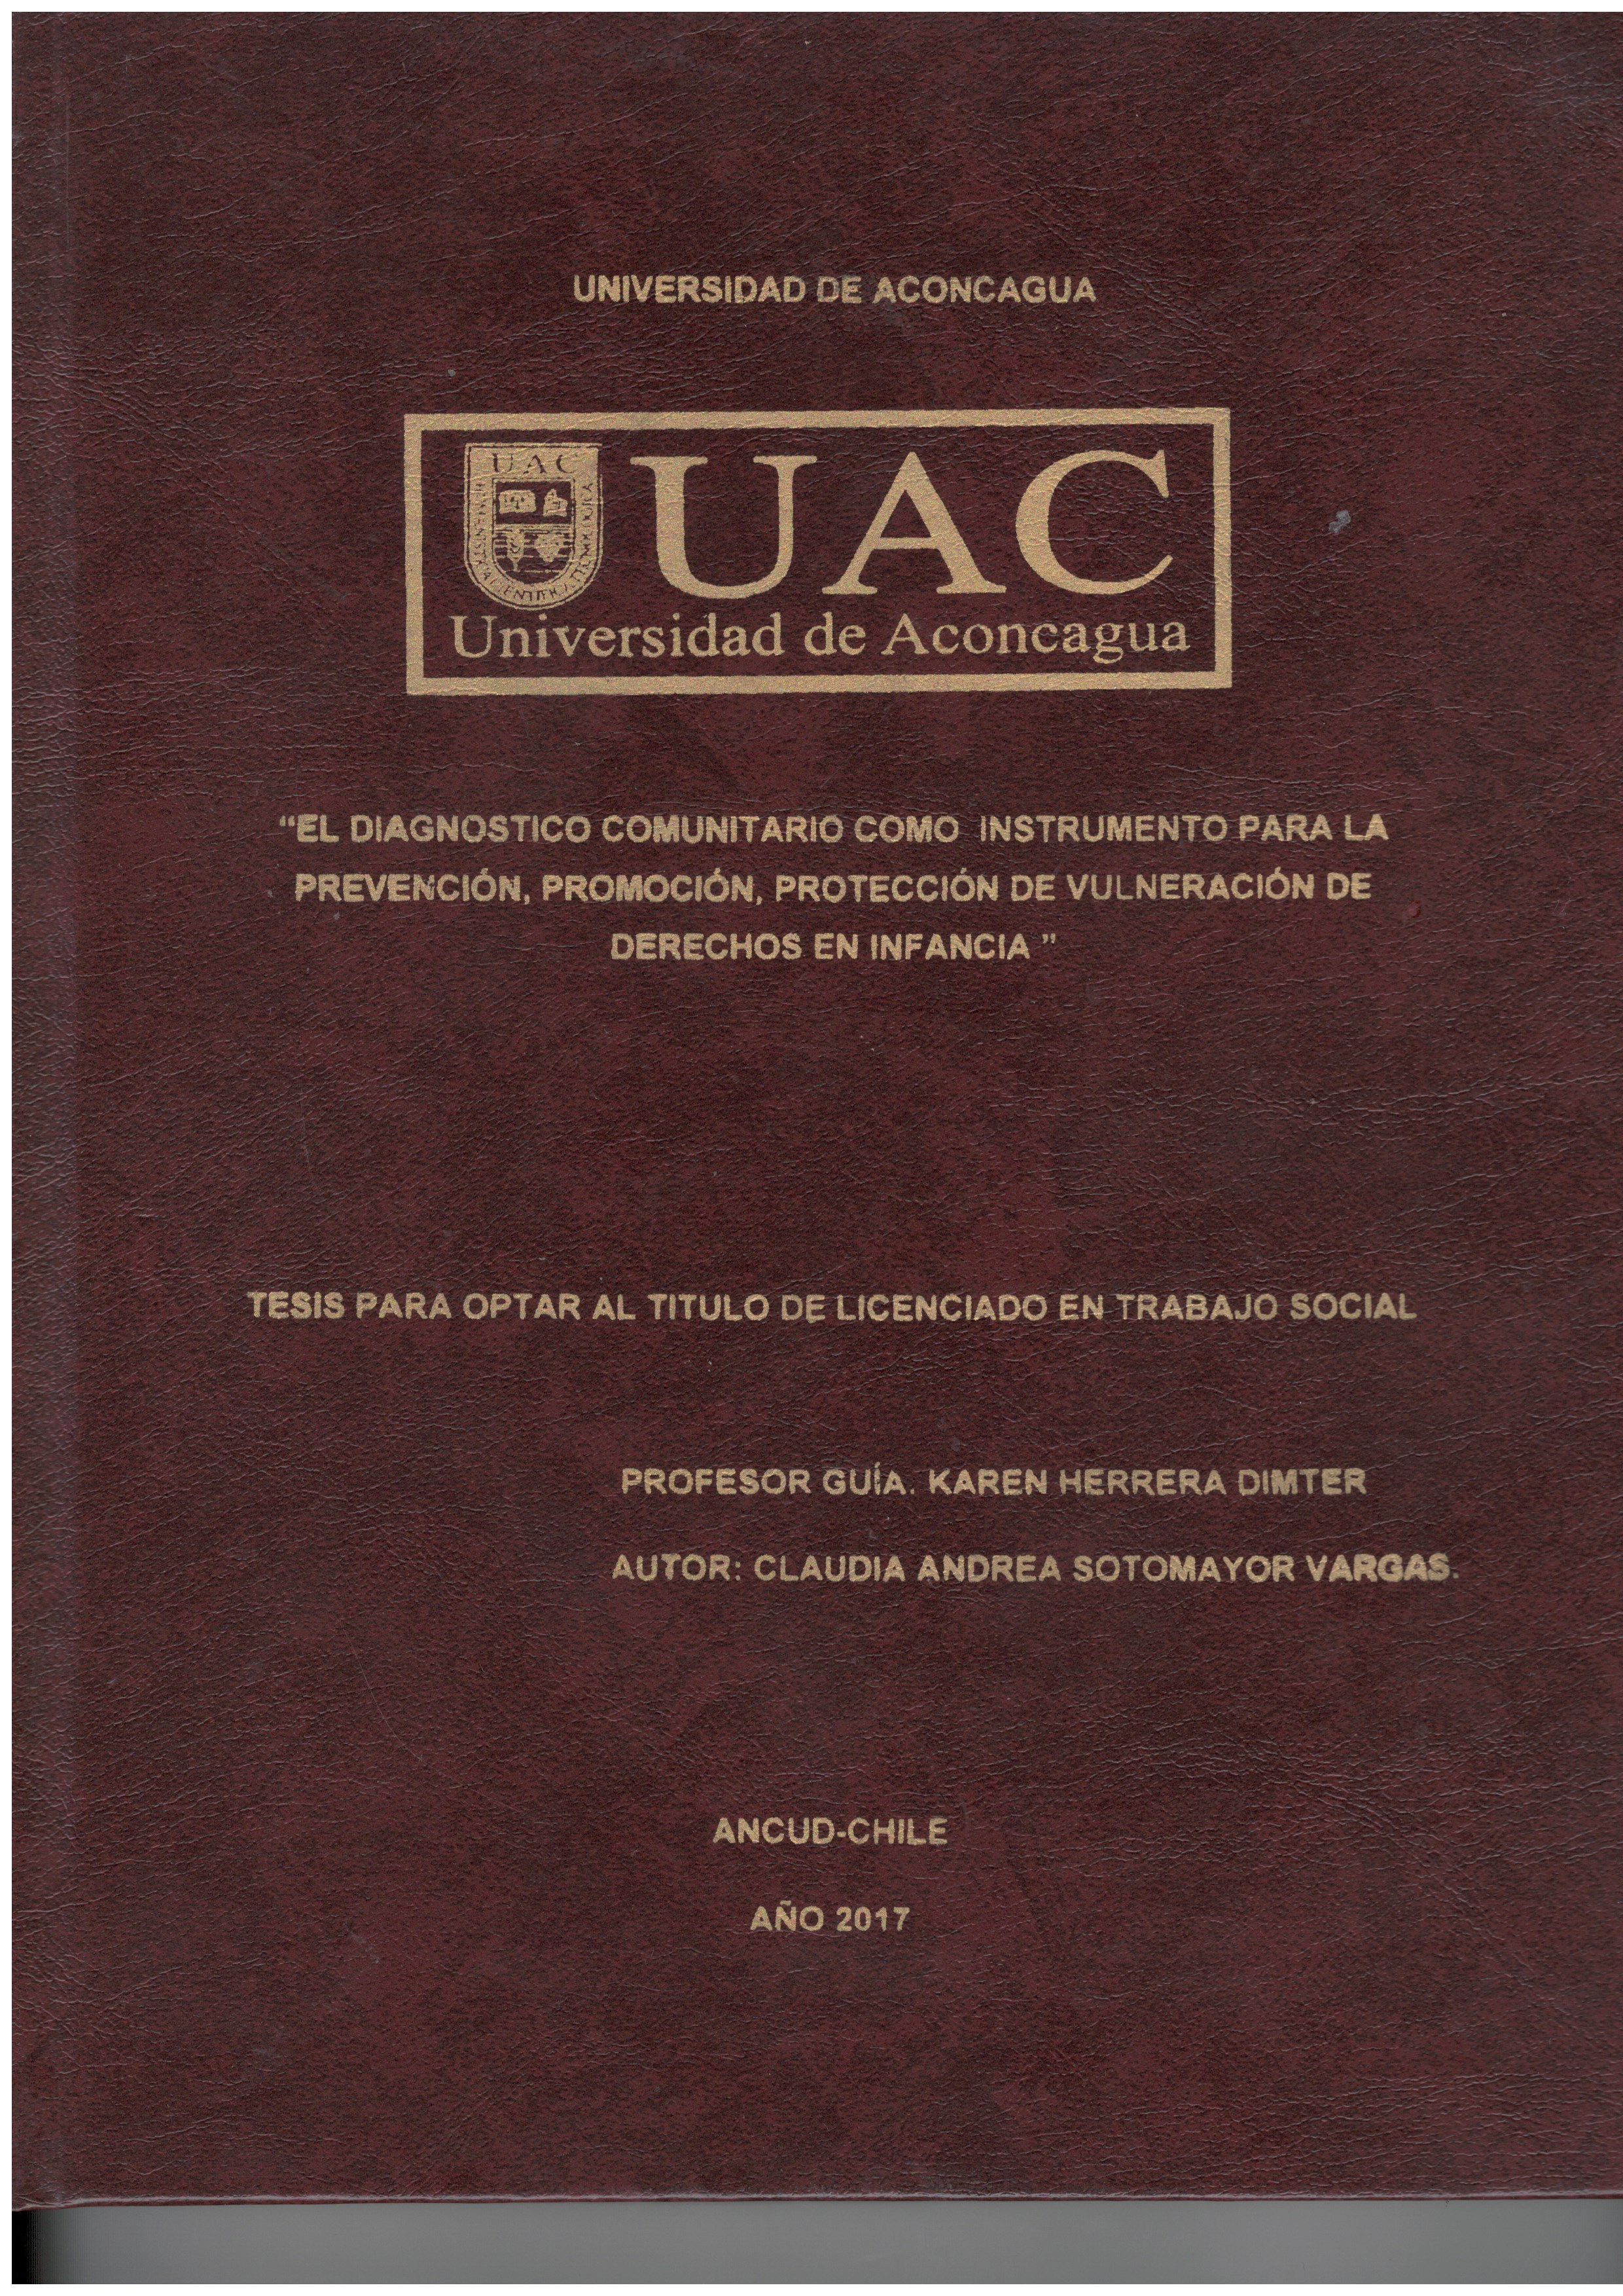 UNIVERSIDAD DE ACONCAGUA
UAC
UAC
Universidad de Aconcagua
“EL DIAGNOSTICO COMUNITARIO COMO INSTRUMENTO PARA LA
PREVENCIÓN, PROMOCIÓN, PROTECCIÓN DE VULNERACIÓN DE
DERECHOS EN INFANCIA ”
TESIS PARA OPTAR AL TITULO DE LICENCIADO EN TRABAJO SOCIAL
PROFESOR GUÍA. KAREN HERRERA DIMTER
AUTOR: CLAUDIA ANDREA SOTOMAYOR VARGAS.
ANCUD-CHILE
AÑO 2017